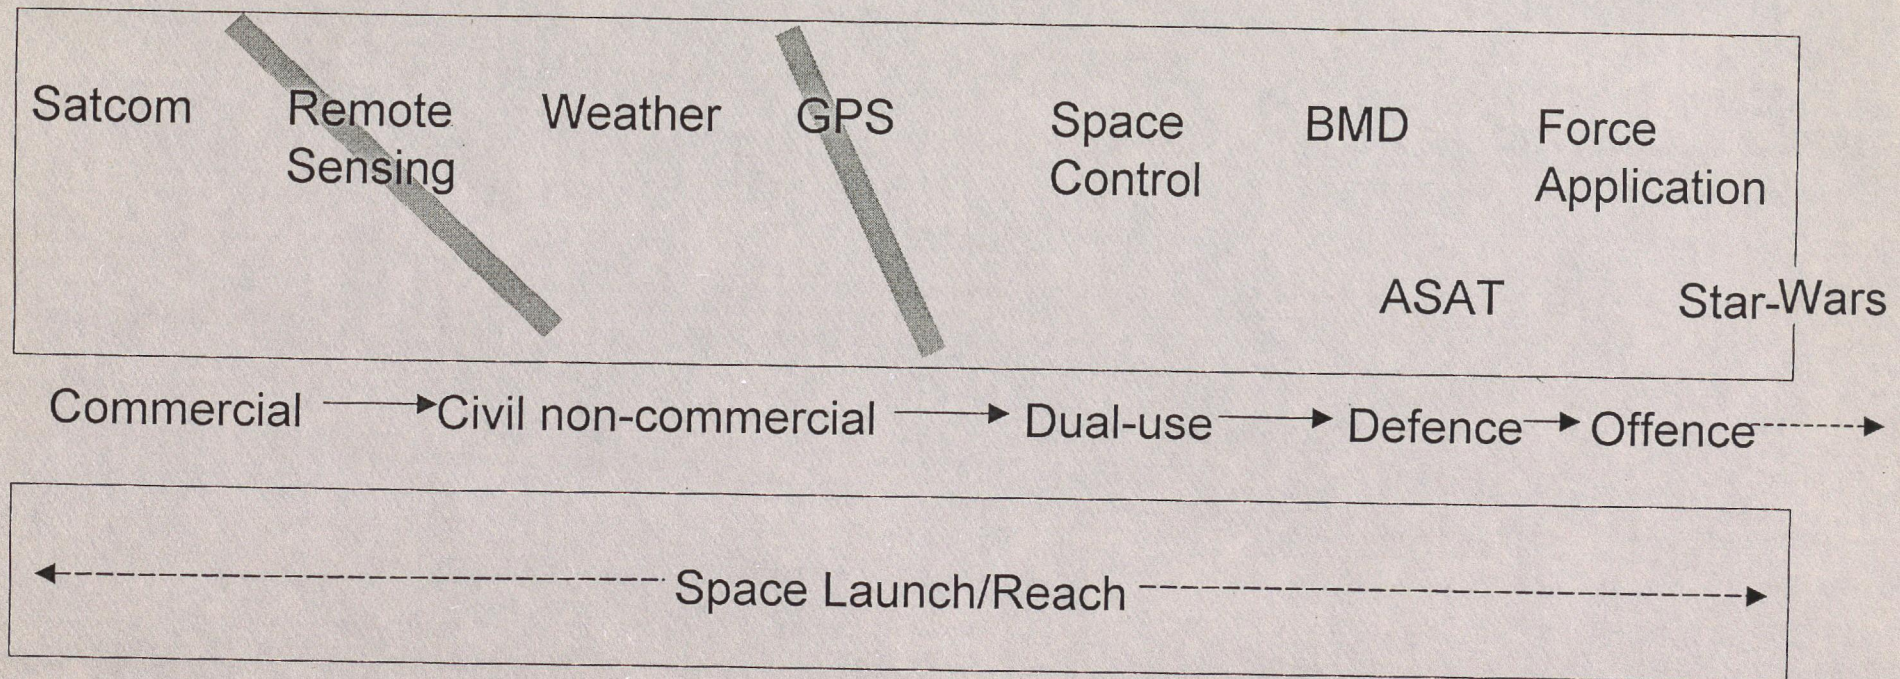 Satcom Remote Weather GPS Space BMD Force
Sensing Control Application
ASAT Star-Wars
Commercial Civil non-commercial Dual-use Defence Offence
Space Launch/Reach